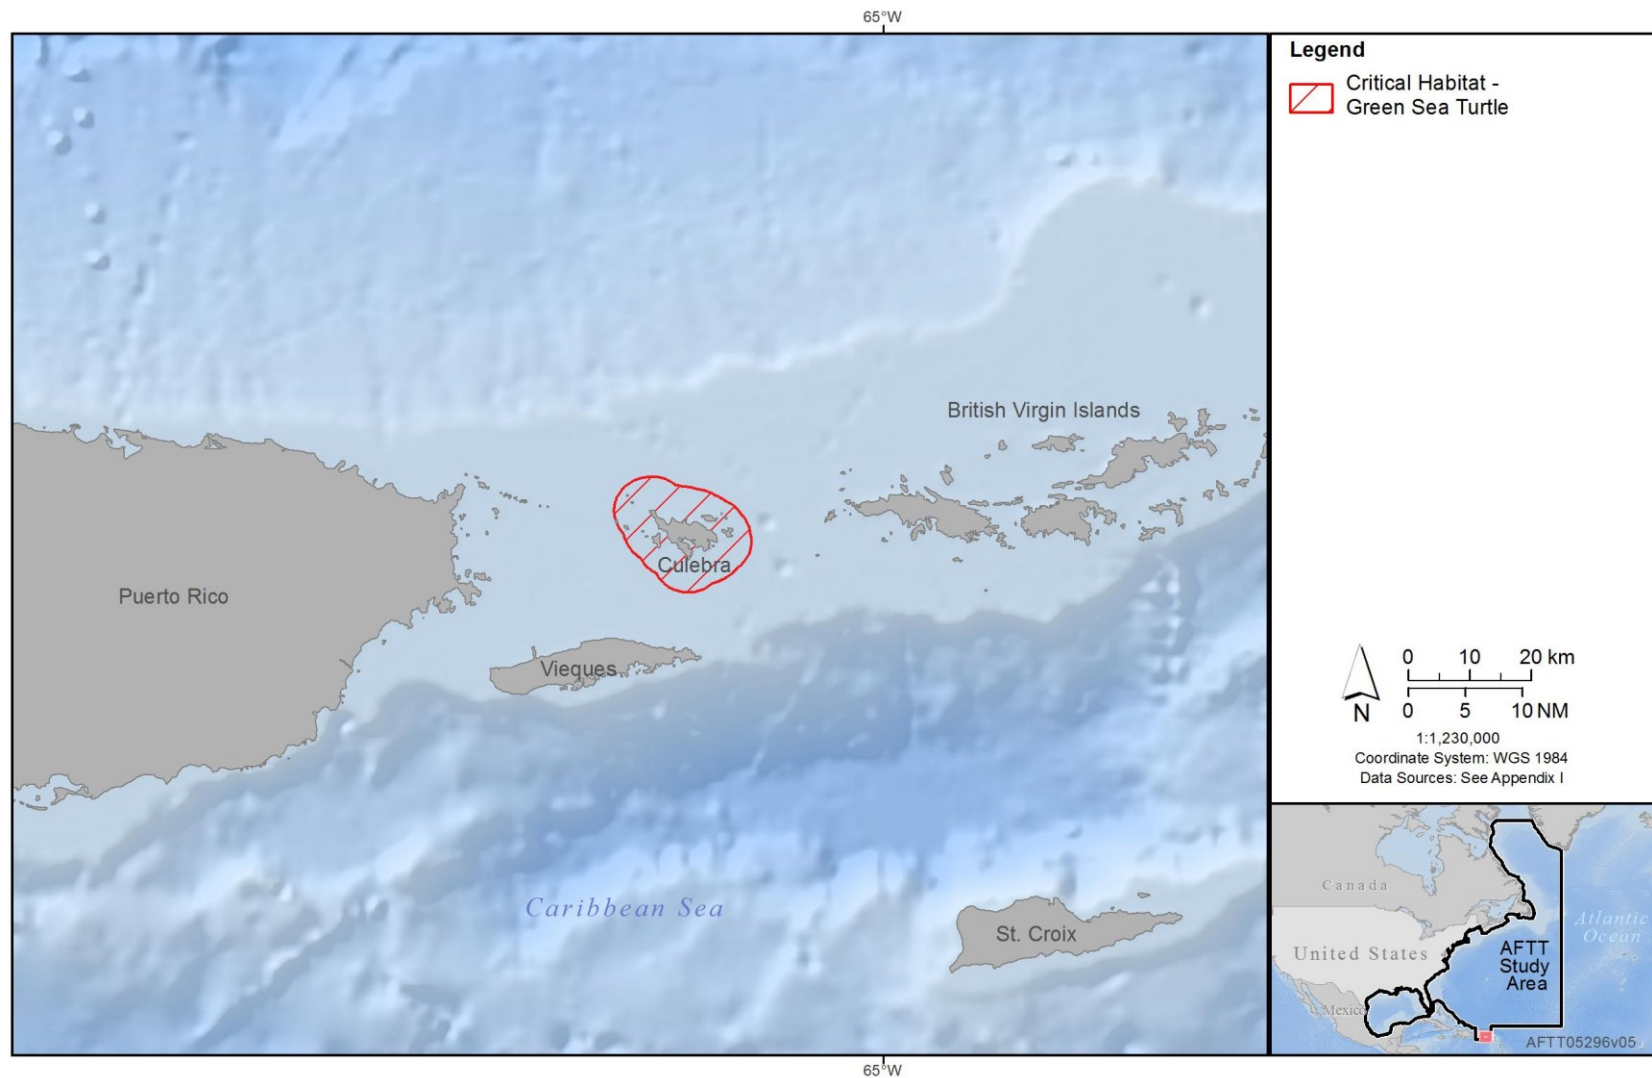 65°W
Legend
Critical Habitat -
Green Sea Turtle
British Virgin Islands
Culebra
Puerto Rico
Vieques
Caribbean Sea
St. Croix
0 10 20 km
0 5 10 NM
N
1:1,230,000
Coordinate System: WGS 1984
Data Sources: See Appendix I
Canada
United States
Mexico
AFTT
Study
Area
Atlantic
Ocean
AFTT05296v05
65°W